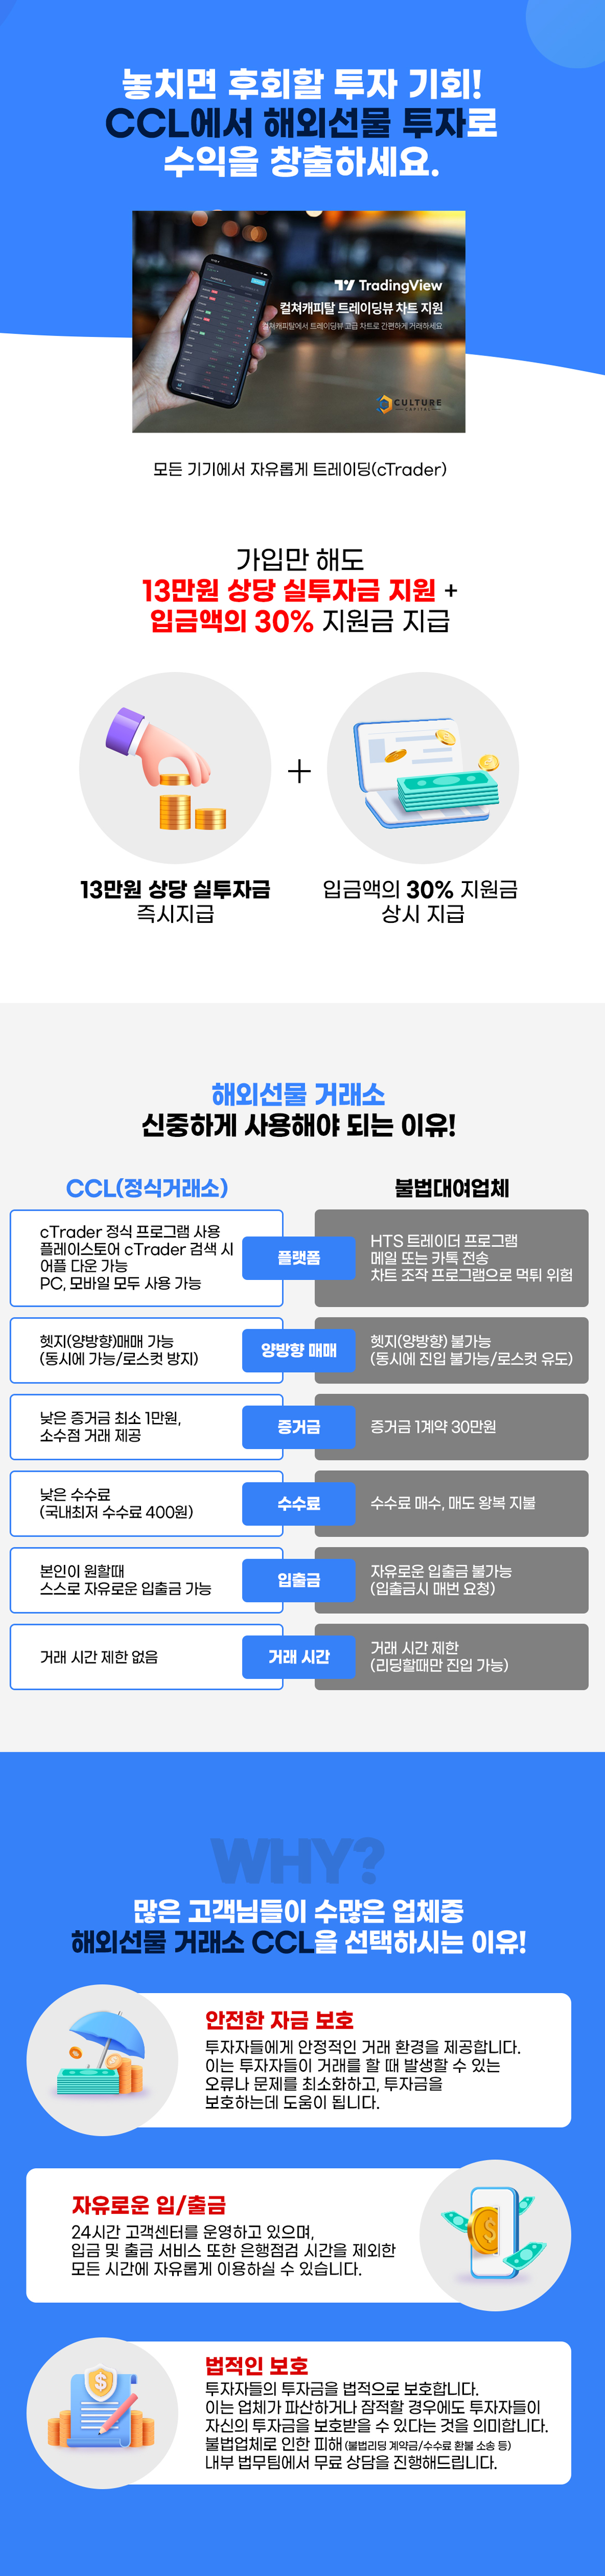 놓치면 후회할 투자 기회!
CCL에서 해외선물 투자로
수익을 창출하세요.
TradingView
컬쳐캐피탈 트레이딩뷰 차트 지원
컬쳐캐피탈에서 트레이딩뷰 고급 차트로 간편하게 거래하세요
CULTURE
CAPITAL
모든 기기에서 자유롭게 트레이딩(cTrader)
가입만 해도
13만원 상당 실투자금 지원 +
입금액의 30% 지원금 지급
+
13만원 상당 실투자금
즉시지급
입금액의 30% 지원금
상시 지급
해외선물 거래소
신중하게 사용해야 되는 이유!
CCL(정식거래소)
불법대여업체
cTrader 정식 프로그램 사용
플레이스토어 cTrader 검색 시
어플 다운 가능
PC, 모바일 모두 사용 가능
플랫폼
HTS 트레이더 프로그램
메일 또는 카톡 전송
차트 조작 프로그램으로 먹튀 위험
헷지(양방향)매매 가능
(동시에 가능/로스컷 방지)
양방향 매매
헷지(양방향) 불가능
(동시에 진입 불가능/로스컷 유도)
낮은 증거금 최소 1만원,
소수점 거래 제공
증거금
증거금 1계약 30만원
낮은 수수료
(국내최저 수수료 400원)
수수료
수수료 매수, 매도 왕복 지불
본인이 원할때
스스로 자유로운 입출금 가능
입출금
자유로운 입출금 불가능
(입출금시 매번 요청)
거래 시간 제한 없음
거래 시간
거래 시간 제한
(리딩할때만 진입 가능)
WHY?
많은 고객님들이 수많은 업체중
해외선물 거래소 CCL을 선택하시는 이유!
안전한 자금 보호
투자자들에게 안정적인 거래 환경을 제공합니다.
이는 투자자들이 거래를 할 때 발생할 수 있는
오류나 문제를 최소화하고, 투자금을
보호하는데 도움이 됩니다.
자유로운 입/출금
24시간 고객센터를 운영하고 있으며,
입금 및 출금 서비스 또한 은행점검 시간을 제외한
모든 시간에 자유롭게 이용하실 수 있습니다.
법적인 보호
투자자들의 투자금을 법적으로 보호합니다.
이는 업체가 파산하거나 잠적할 경우에도 투자자들이
자신의 투자금을 보호받을 수 있다는 것을 의미합니다.
불법업체로 인한 피해 (불법리딩 계약금/수수료 환불 소송 등)
내부 법무팀에서 무료 상담을 진행해드립니다.